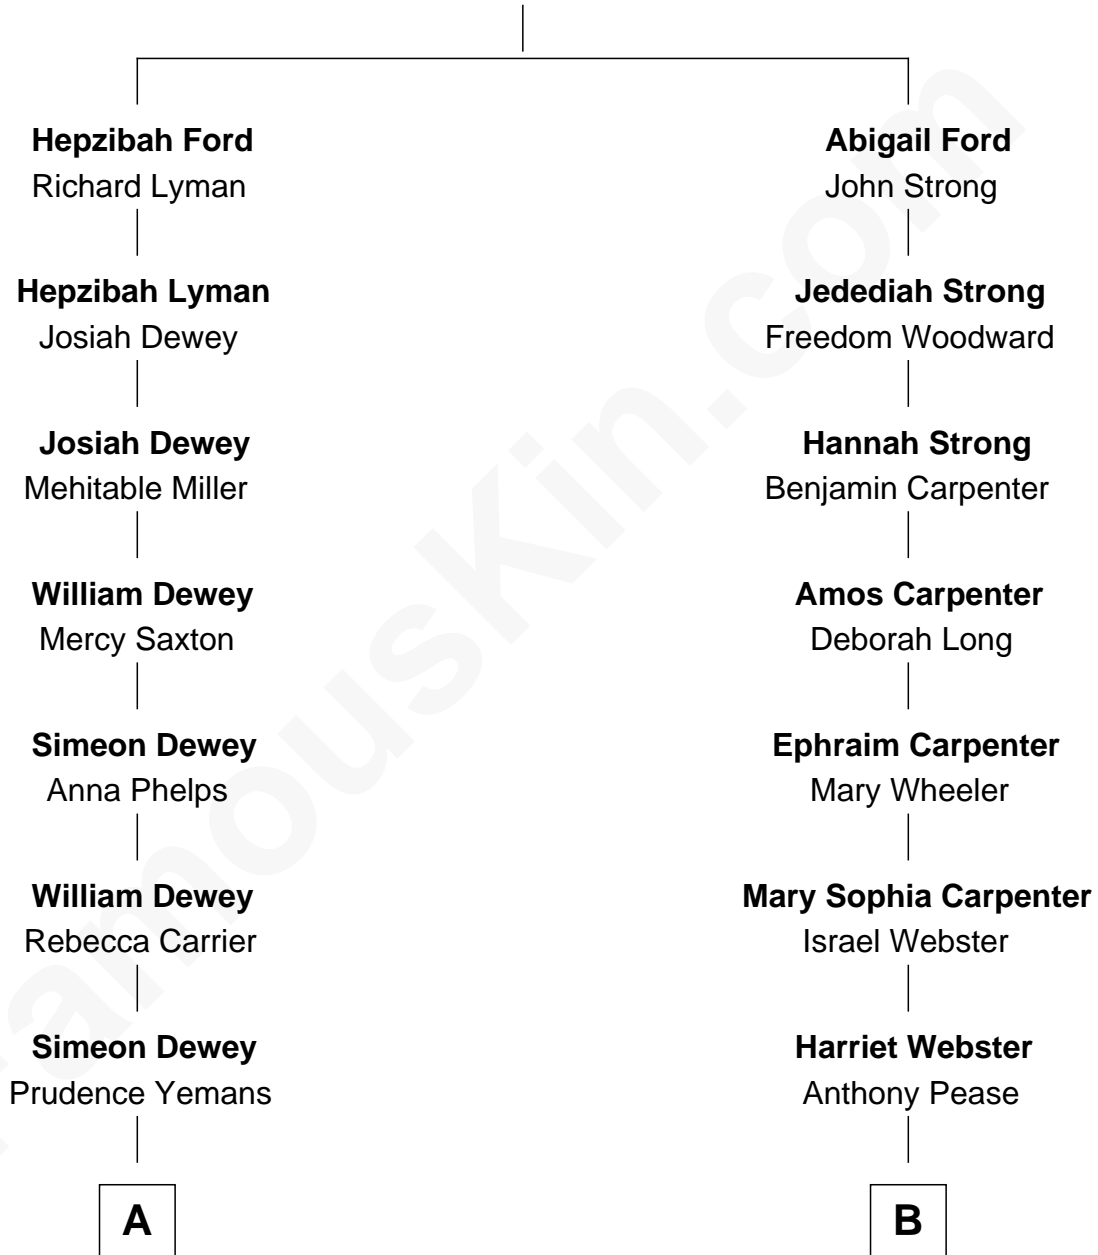 Hepzibah Ford
Richard Lyman
Hepzibah Lyman
Josiah Dewey
Josiah Dewey
Mehitable Miller
William Dewey
Mercy Saxton
Simeon Dewey
Anna Phelps
William Dewey
Rebecca Carrier
Simeon Dewey
Prudence Yemans
A
Abigail Ford
John Strong
Jedediah Strong
Freedom Woodward
Hannah Strong
Benjamin Carpenter
Amos Carpenter
Deborah Long
Ephraim Carpenter
Mary Wheeler
Mary Sophia Carpenter
Israel Webster
Harriet Webster
Anthony Pease
B
FamousKin.com